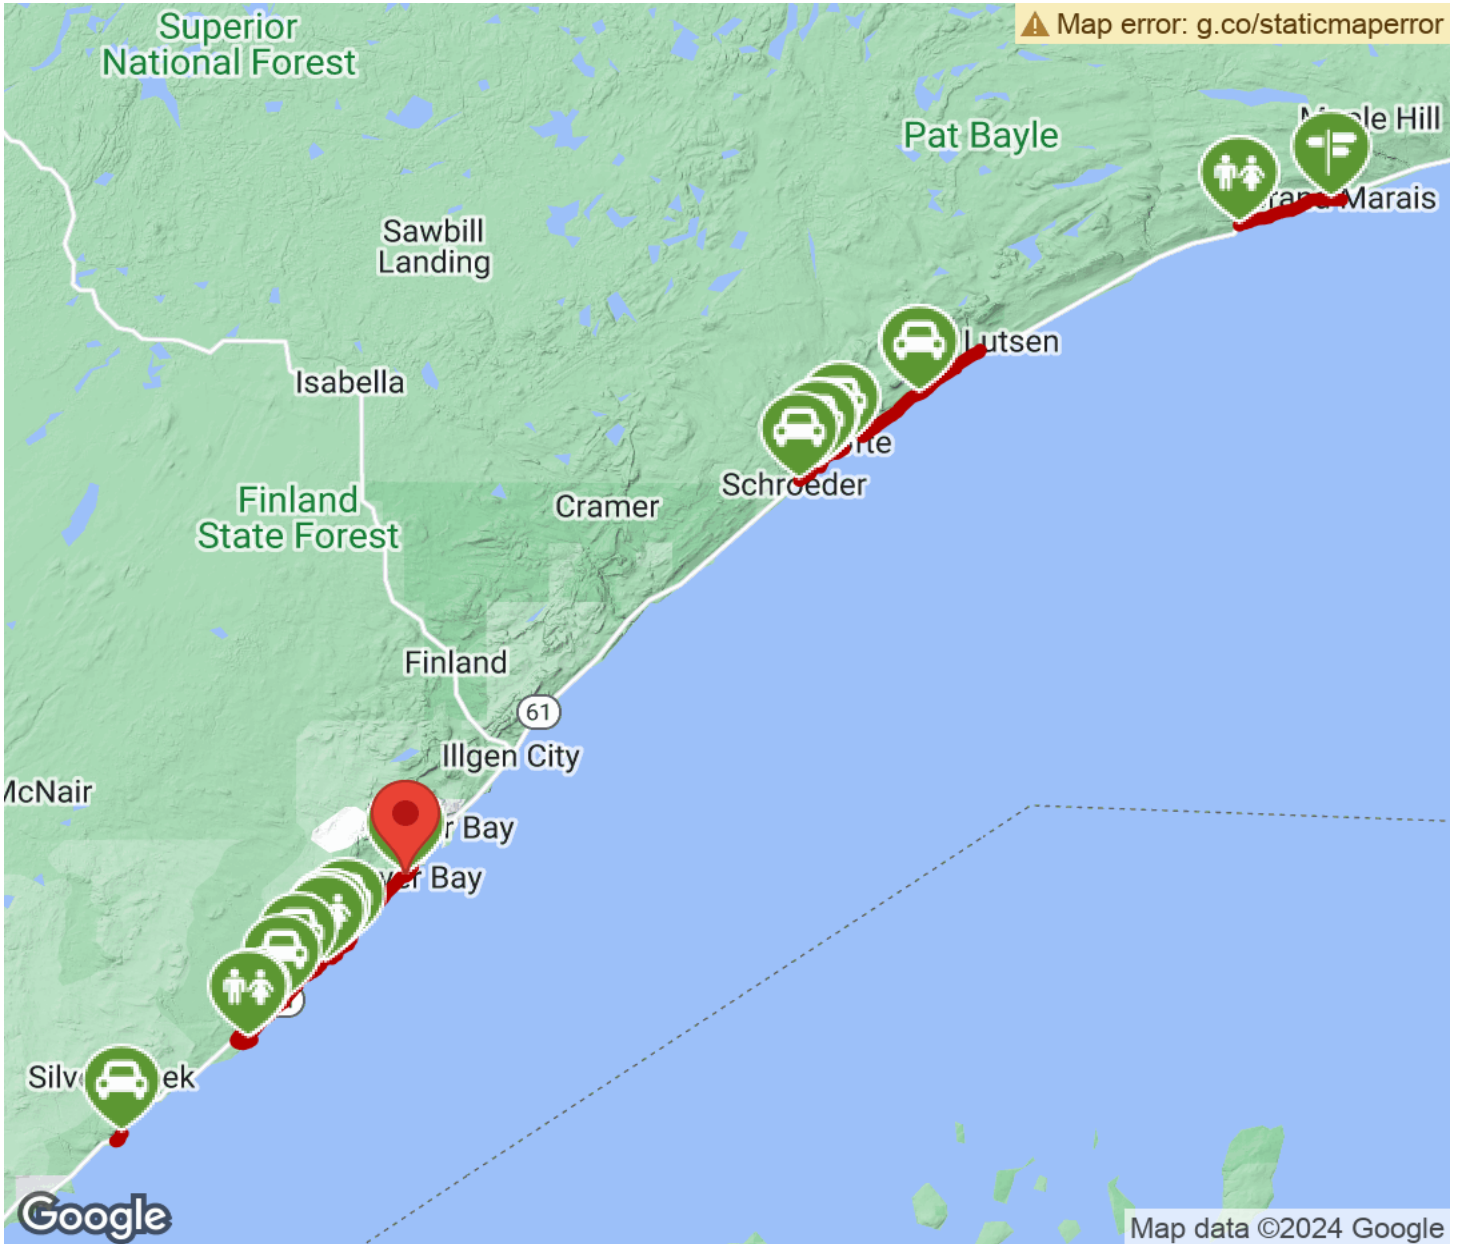 Superior
National Forest
Map error: g.co/staticmaperror
Pat Bayle
Hill
Marais
Sawbill
Landing
Lutsen
Isabella
Schroeder
Cramer
Finland
State Forest
Finland
61
Illgen City
McNair
Bay
Bay
Google
Map data ©2024 Google